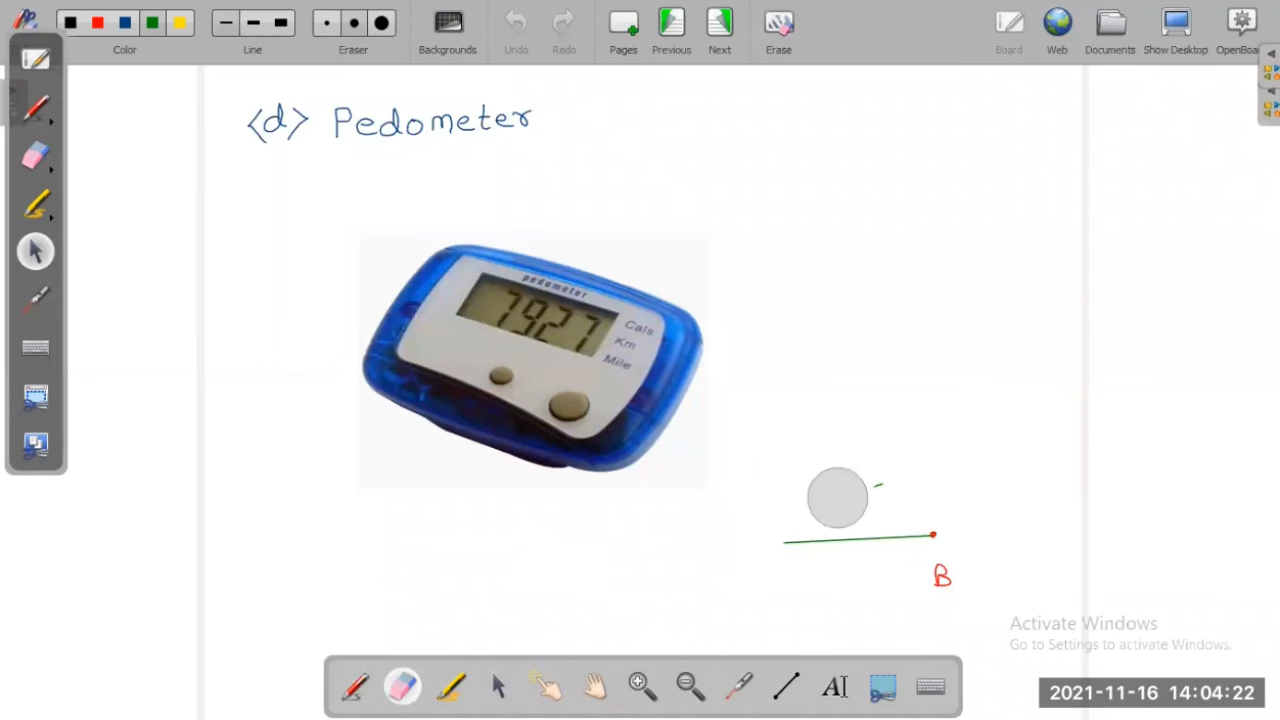 Color
Line
Eraser
Backgrounds
Undo
Redo
Pages
Previous
Next
Erase
Board
Web
Documents
Show Desktop
<d> Pedometer
pedometer
7927
Cals
Km
Mile
B
Activate Windows
Go to Settings to activate Windows.
AI
2021-11-16 14:04:22